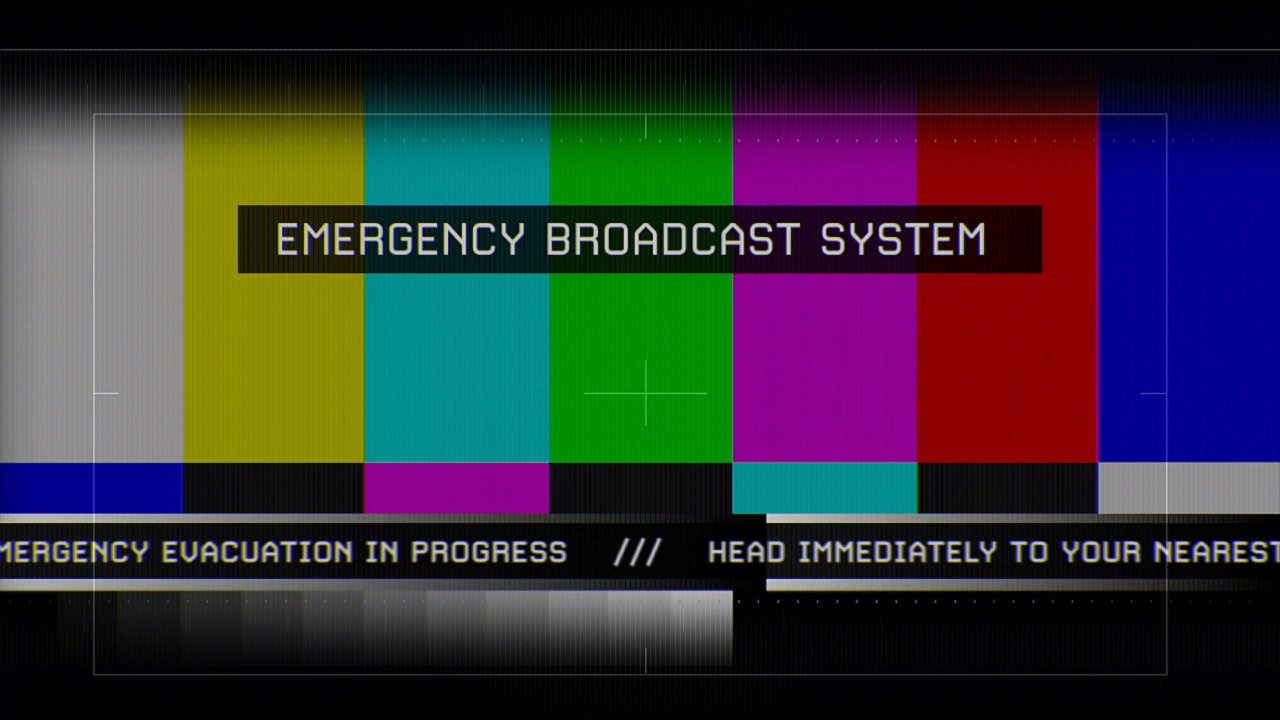 EMERGENCY BROADCAST SYSTEM
MERGENCY EVACUATION IN PROGRESS /// HEAD IMMEDIATELY TO YOUR NEAREST